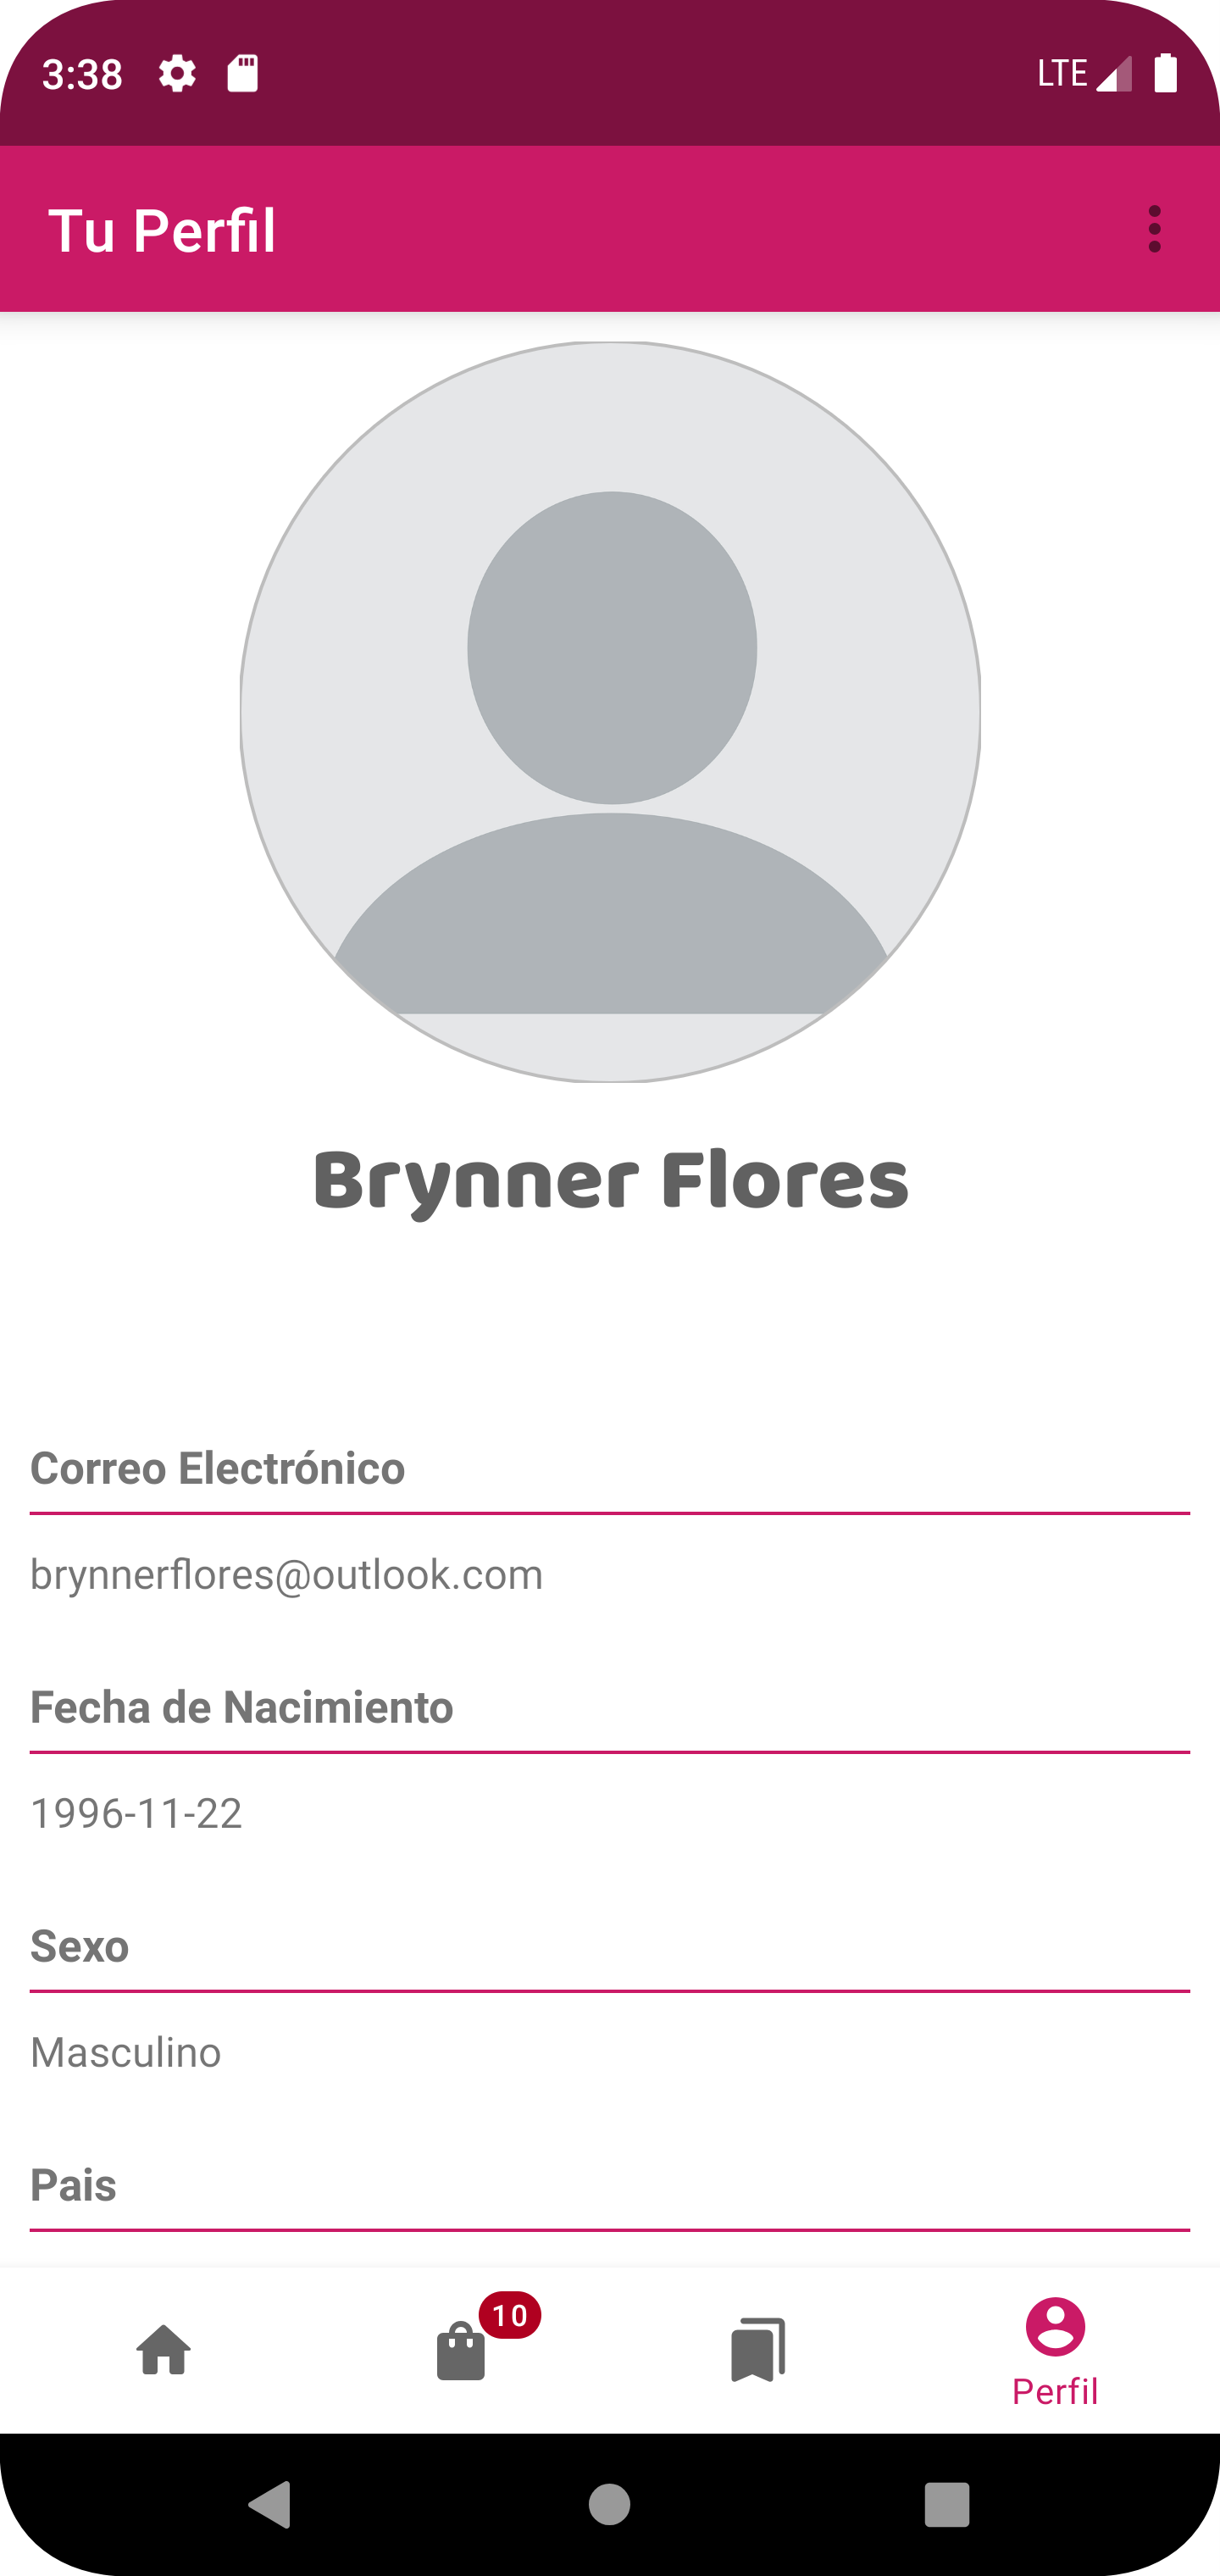 3:38 LTE
Tu Perfil
Brynner Flores
Correo Electrónico
brynnerflores@outlook.com
Fecha de Nacimiento
1996-11-22
Sexo
Masculino
Pais
10
Perfil